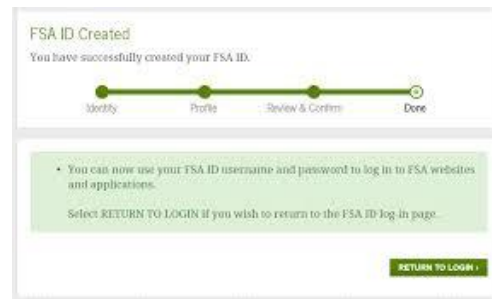 FSA ID Created
You have successfully created your FSA ID.
Identity Profile Review & Confirm Done
• You can now use your FSA ID username and password to log in to FSA websites
and applications.
Select RETURN TO LOGIN if you wish to return to the FSA ID log-in page.
RETURN TO LOGIN ›